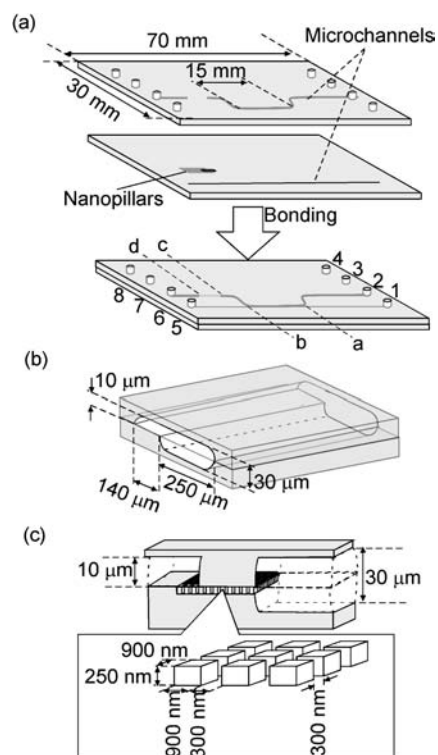 (a)
70 mm
Microchannels
15 mm
30 mm
Nanopillars
Bonding
d
c
4
3
2
1
8
7
6
5
b
a
(b)
10 μm
140 μm
250 μm
30 μm
(c)
10 μm
30 μm
900 nm
250 nm
900 nm
300 nm
300 nm